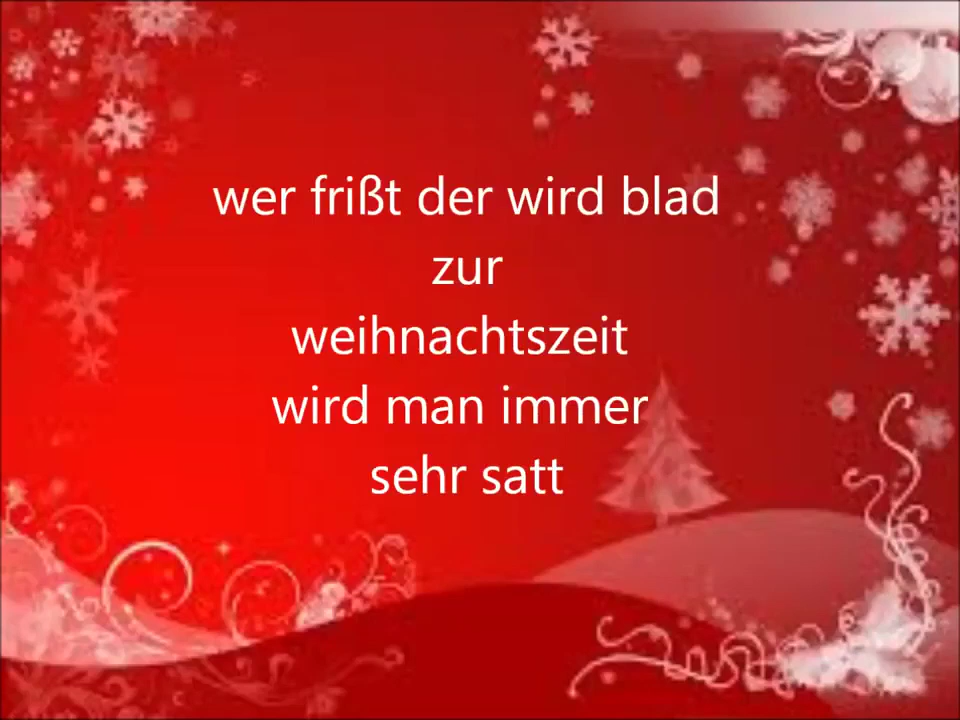 wer frißt der wird blad
zur
weihnachtszeit
wird man immer
sehr satt